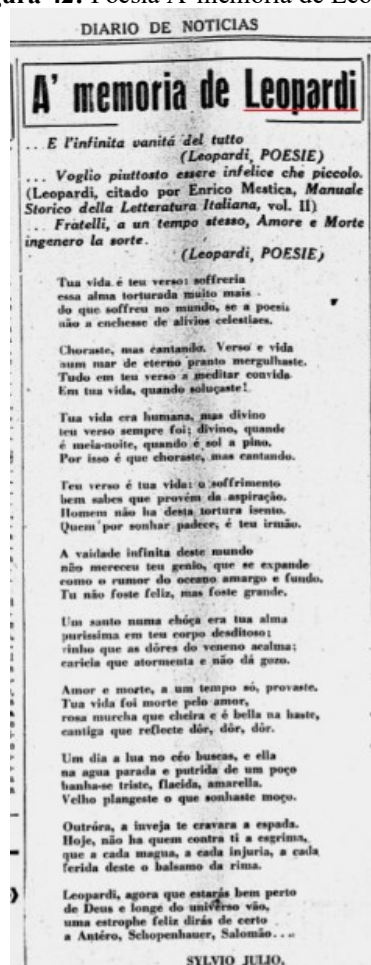 gura 42: Poesia A memoria de Leo
DIARIO DE NOTICIAS
A' memoria de Leopardi
...E l'infinita vanitá del tutto
(Leopardi, POESIE)
... Voglio piuttosto essere infelice che piccolo.
(Leopardi, citado por Enrico Mestica, Manuale
Storico della Letteratura Italiana, vol. II)
... Fratelli, a un tempo stesso, Amore e Morte
ingenero la sorte.
(Leopardi, POESIE)
Tua vida é teu verso: soffreria
essa alma torturada muito mais
do que soffreu no mundo, se a poesia
não a enchesse de alivios celestiaes.
Choraste, mas cantando. Verso e vida
num mar de eterno pranto mergulhaste.
Tudo em teu verso a meditar convida
Em tua vida, quando soluçaste!
Tua vida era humana, mas divino
teu verso sempre foi; divino, quande
é meia-noite, quando é sol a pino.
Por isso é que choraste, mas cantando.
Teu verso é tua vida: o soffrimento
bem sabes que provém da aspiração.
Homem não ha desta tortura isento.
Quem por sonhar padece, é teu irmão.
A vaidade infinita deste mundo
não mereceu teu genio, que se expande
como o rumor do oceano amargo e fundo.
Tu não foste feliz, mas foste grande.
Um santo numa chóça era tua alma
purissima em teu corpo desditoso;
vinho que as dôres do veneno acalma;
caricia que atormenta e não dá gozo.
Amor e morte, a um tempo só, provaste.
Tua vida foi morte pelo amor,
rosa murcha que cheira e é bella na haste,
cantiga que reflecte dôr, dôr, dôr.
Um dia a lua no céo buscas, e ella
na agua parada e putrida de um poço
banha-se triste, flacida, amarella.
Velho plangeste o que sonhaste moço.
Outróra, a inveja te cravara a espada.
Hoje, não ha quem contra ti a esgrima,
que a cada magua, a cada injuria, a cada
ferida deste o balsamo da rima.
Leopardi, agora que estarás bem perto
de Deus e longe do universo vão,
uma estrophe feliz dirás de certo
a Antéro, Schopenhauer, Salomão....
SYLVIO JULIO.